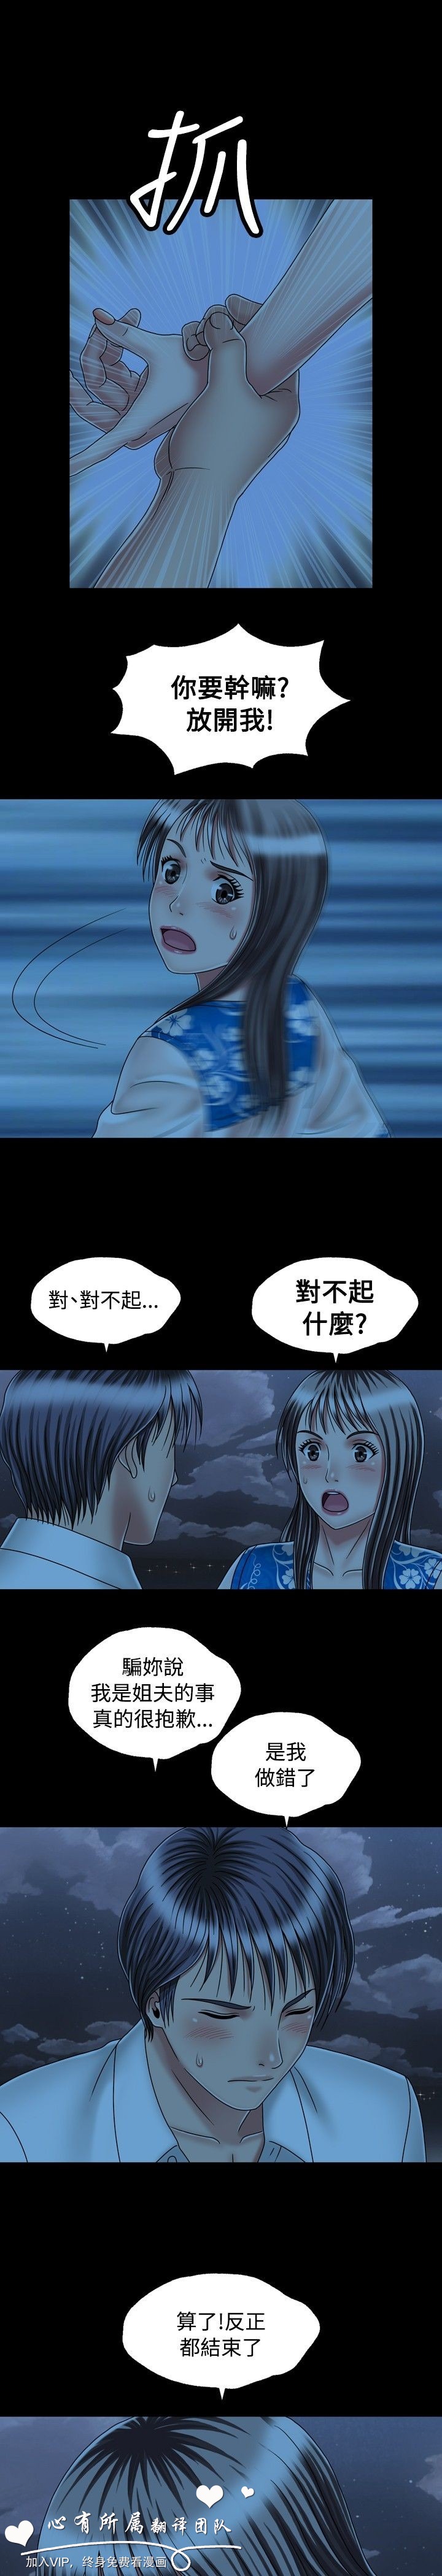 抓
你要幹嘛?
放開我!
對、對不起...
對不起
什麼?
騙妳說
我是姐夫的事
真的很抱歉...
是我
做錯了
算了!反正
都結束了
心有所属翻译团队
加入VIP，终身免费看漫画